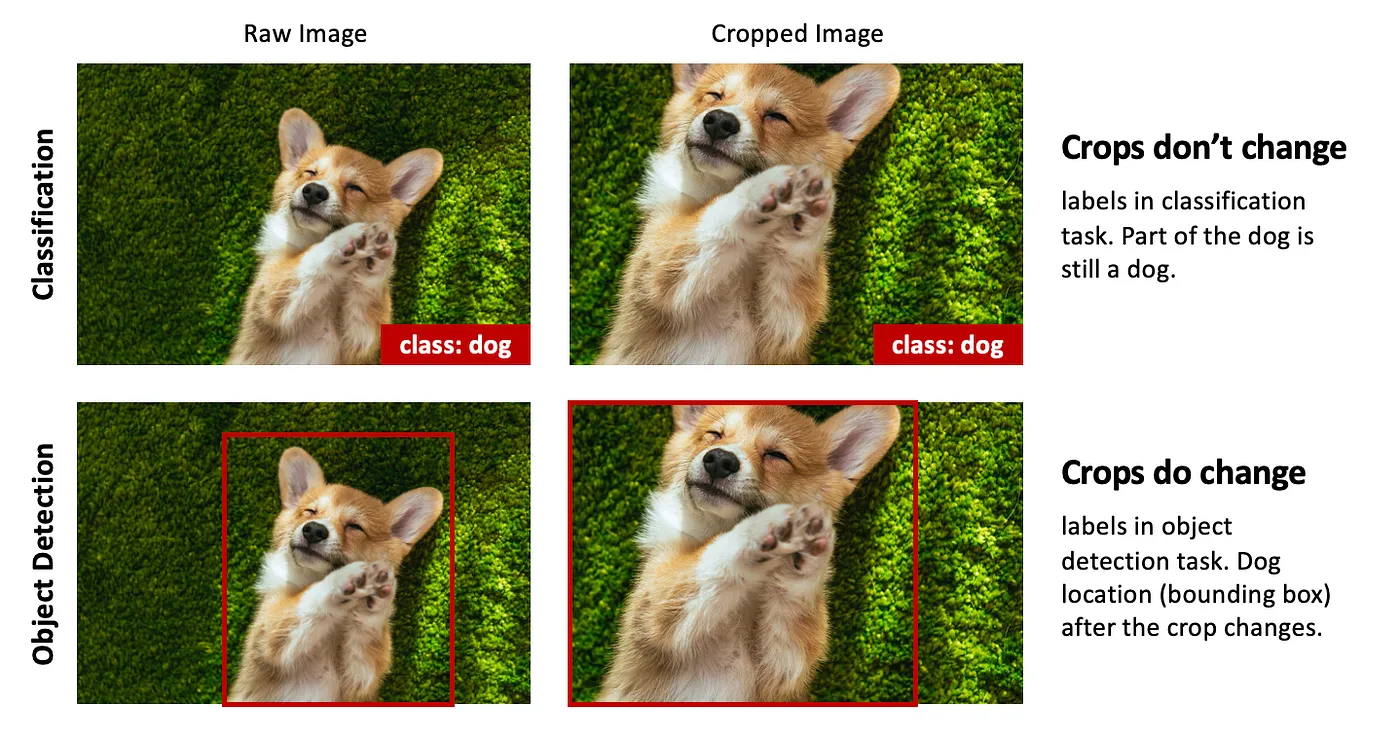 Raw Image
Cropped Image
Classification
class: dog
class: dog
Crops don’t change
labels in classification
task. Part of the dog is
still a dog.
Object Detection
Crops do change
labels in object
detection task. Dog
location (bounding box)
after the crop changes.